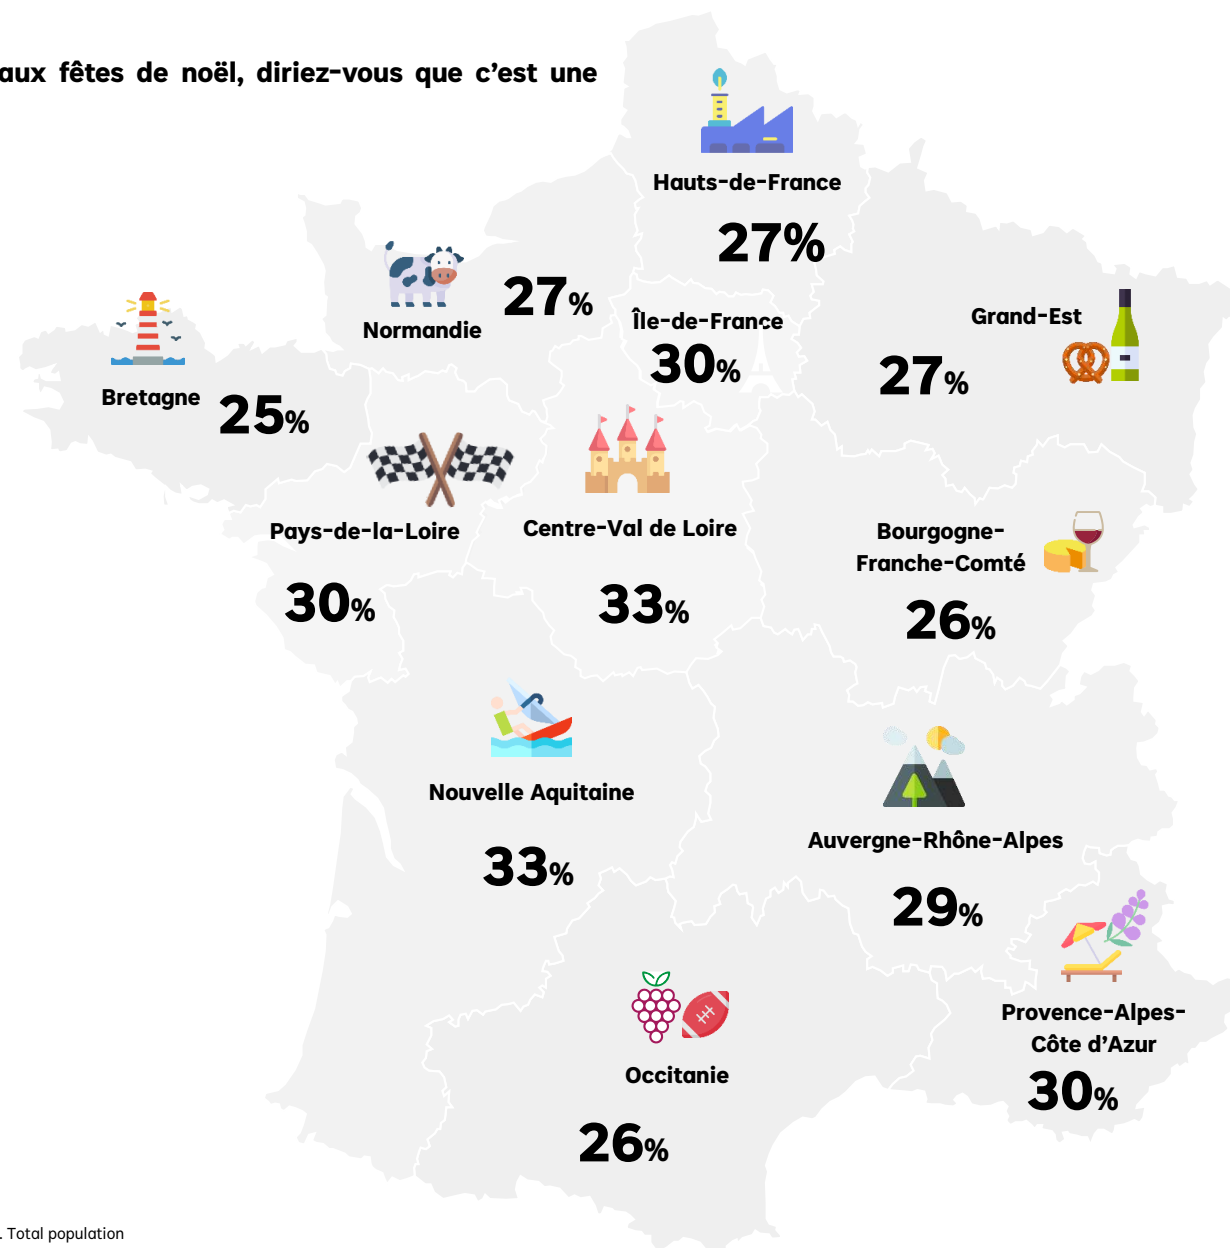 aux fêtes de noël, diriez-vous que c’est une
Hauts-de-France
27%
Normandie
27%
Île-de-France
30%
Grand-Est
27%
Bretagne
25%
Pays-de-la-Loire
30%
Centre-Val de Loire
33%
Bourgogne-
Franche-Comté
26%
Nouvelle Aquitaine
33%
Auvergne-Rhône-Alpes
29%
Provence-Alpes-
Côte d’Azur
30%
Occitanie
26%
. Total population